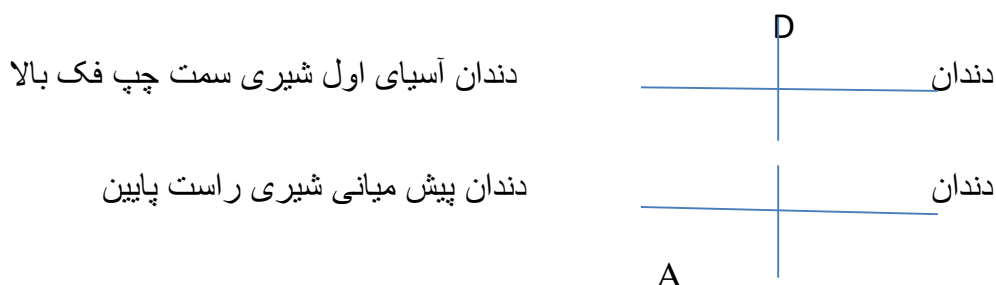 D
دندان دندان آسیای اول شیری سمت چپ فک بالا
دندان دندان پیش میانی شیری راست پایین
A